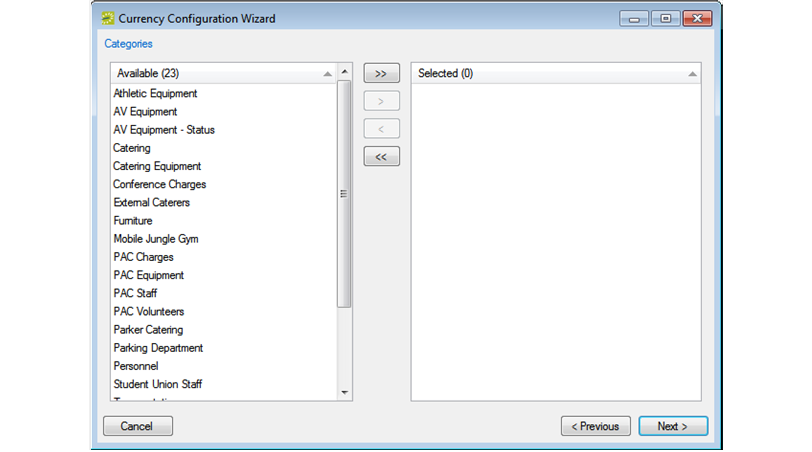 Currency Configuration Wizard
Categories
Available (23)
Athletic Equipment
AV Equipment
AV Equipment - Status
Catering
Catering Equipment
Conference Charges
External Caterers
Furniture
Mobile Jungle Gym
PAC Charges
PAC Equipment
PAC Staff
PAC Volunteers
Parker Catering
Parking Department
Personnel
Student Union Staff
>>
>
<
<<
Selected (0)
Cancel
< Previous
Next >